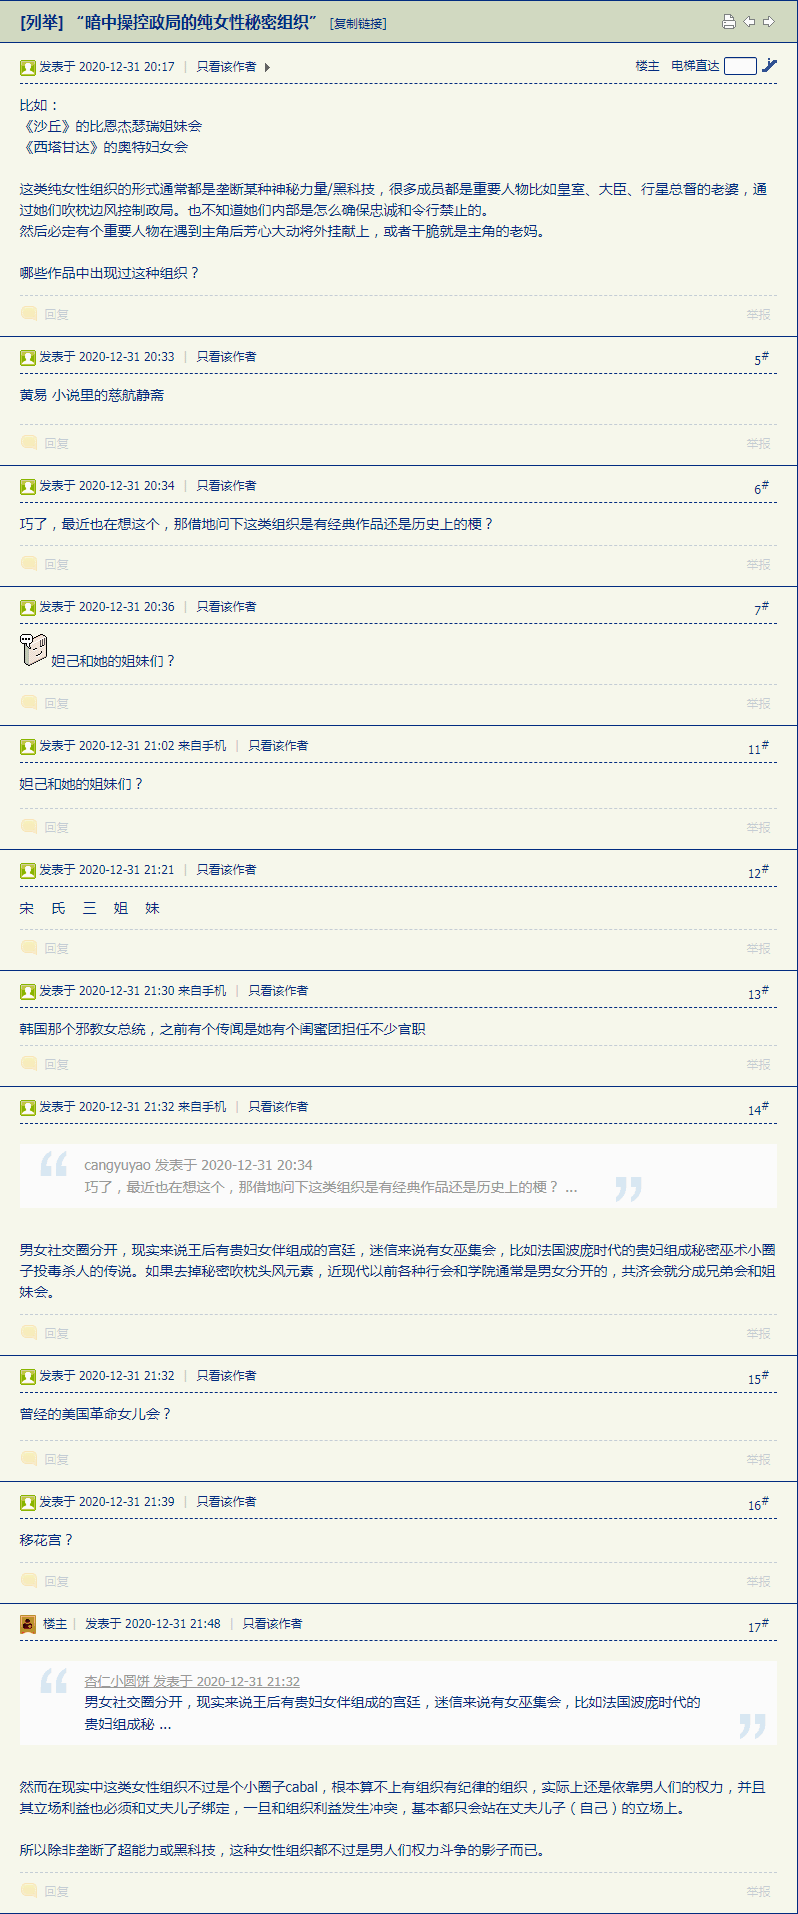 [列举] “暗中操控政局的纯女性秘密组织” [复制链接]
发表于 2020-12-31 20:17 | 只看该作者
楼主 电梯直达
比如：
《沙丘》的比恩杰瑟瑞姐妹会
《西塔甘达》的奥特妇女会
这类纯女性组织的形式通常都是垄断某种神秘力量/黑科技，很多成员都是重要人物比如皇室、大臣、行星总督的老婆，通
过她们吹枕边风控制政局。也不知道她们内部是怎么确保忠诚和令行禁止的。
然后必定有个重要人物在遇到主角后芳心大动将外挂献上，或者干脆就是主角的老妈。
哪些作品中出现过这种组织？
回复 举报
发表于 2020-12-31 20:33 | 只看该作者 5#
黄易 小说里的慈航静斋
回复 举报
发表于 2020-12-31 20:34 | 只看该作者 6#
巧了，最近也在想这个，那借地问下这类组织是有经典作品还是历史上的梗？
回复 举报
发表于 2020-12-31 20:36 | 只看该作者 7#
妲己和她的姐妹们？
回复 举报
发表于 2020-12-31 21:02 来自手机 | 只看该作者 11#
妲己和她的姐妹们？
回复 举报
发表于 2020-12-31 21:21 | 只看该作者 12#
宋 氏 三 姐 妹
回复 举报
发表于 2020-12-31 21:30 来自手机 | 只看该作者 13#
韩国那个邪教女总统，之前有个传闻是她有个闺蜜团担任不少官职
回复 举报
发表于 2020-12-31 21:32 来自手机 | 只看该作者 14#
cangyuyao 发表于 2020-12-31 20:34
巧了，最近也在想这个，那借地问下这类组织是有经典作品还是历史上的梗？ ...
男女社交圈分开，现实来说王后有贵妇女伴组成的宫廷，迷信来说有女巫集会，比如法国波庞时代的贵妇组成秘密巫术小圈
子投毒杀人的传说。如果去掉秘密吹枕头风元素，近现代以前各种行会和学院通常是男女分开的，共济会就分成兄弟会和姐
妹会。
回复 举报
发表于 2020-12-31 21:32 | 只看该作者 15#
曾经的美国革命女儿会？
回复 举报
发表于 2020-12-31 21:39 | 只看该作者 16#
移花宫？
回复 举报
楼主 | 发表于 2020-12-31 21:48 | 只看该作者 17#
杏仁小圆饼 发表于 2020-12-31 21:32
男女社交圈分开，现实来说王后有贵妇女伴组成的宫廷，迷信来说有女巫集会，比如法国波庞时代的
贵妇组成秘 ...
然而在现实中这类女性组织不过是个小圈子cabal，根本算不上有组织有纪律的组织，实际上还是依靠男人们的权力，并且
其立场利益也必须和丈夫儿子绑定，一旦和组织利益发生冲突，基本都只会站在丈夫儿子（自己）的立场上。
所以除非垄断了超能力或黑科技，这种女性组织都不过是男人们权力斗争的影子而已。
回复 举报